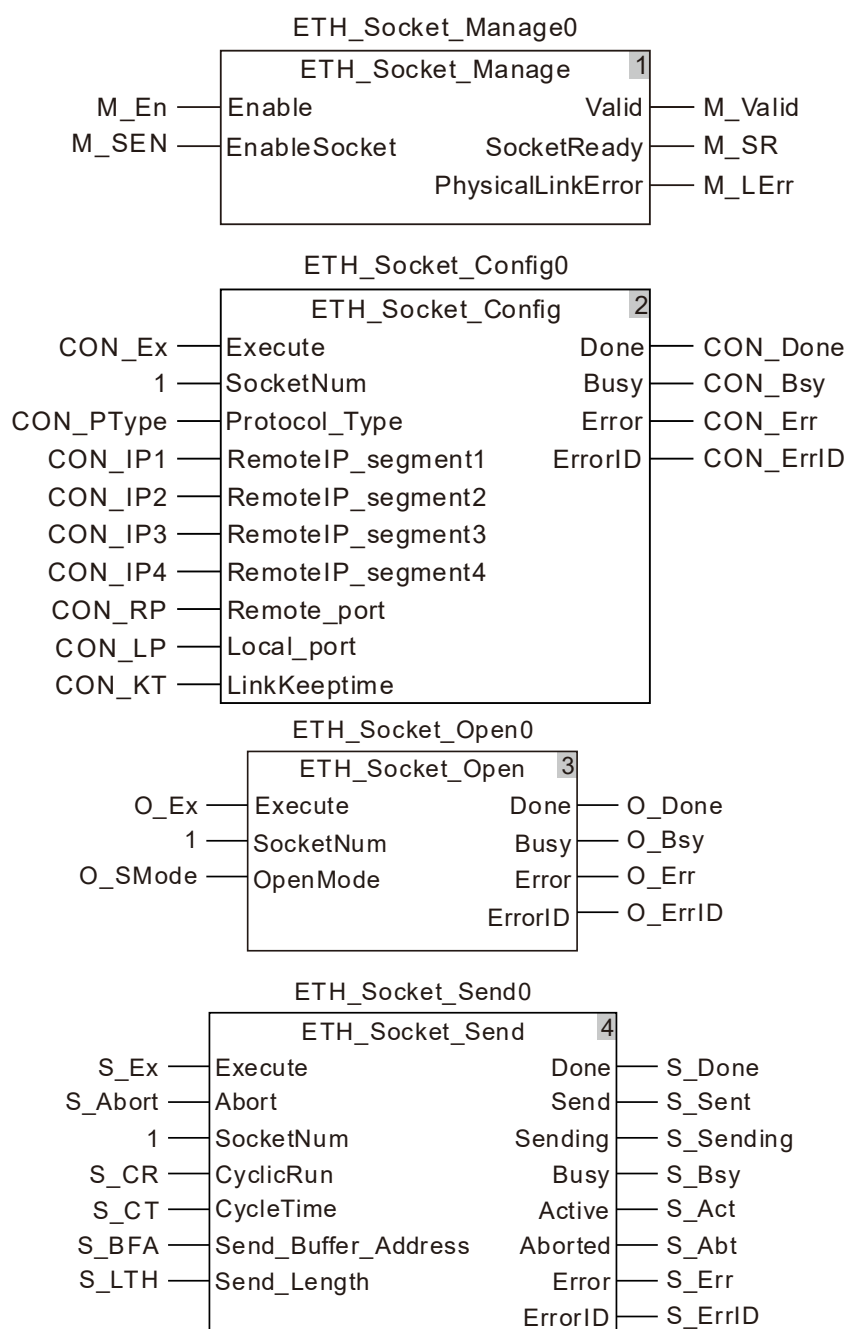 ETH_Socket_Manage0
ETH_Socket_Manage 1
M_En Enable Valid M_Valid
M_SEN EnableSocket SocketReady M_SR
PhysicalLinkError M_LErr
ETH_Socket_Config0
ETH_Socket_Config 2
CON_Ex Execute Done CON_Done
1 SocketNum Busy CON_Bsy
CON_PType Protocol_Type Error CON_Err
CON_IP1 RemoteIP_segment1 ErrorID CON_ErrID
CON_IP2 RemoteIP_segment2
CON_IP3 RemoteIP_segment3
CON_IP4 RemoteIP_segment4
CON_RP Remote_port
CON_LP Local_port
CON_KT LinkKeeptime
ETH_Socket_Open0
ETH_Socket_Open 3
O_Ex Execute Done O_Done
1 SocketNum Busy O_Bsy
O_SMode OpenMode Error O_Err
ErrorID O_ErrID
ETH_Socket_Send0
ETH_Socket_Send 4
S_Ex Execute Done S_Done
S_Abort Abort Send S_Sent
1 SocketNum Sending S_Sending
S_CR CyclicRun Busy S_Bsy
S_CT CycleTime Active S_Act
S_BFA Send_Buffer_Address Aborted S_Abt
S_LTH Send_Length Error S_Err
ErrorID S_ErrID